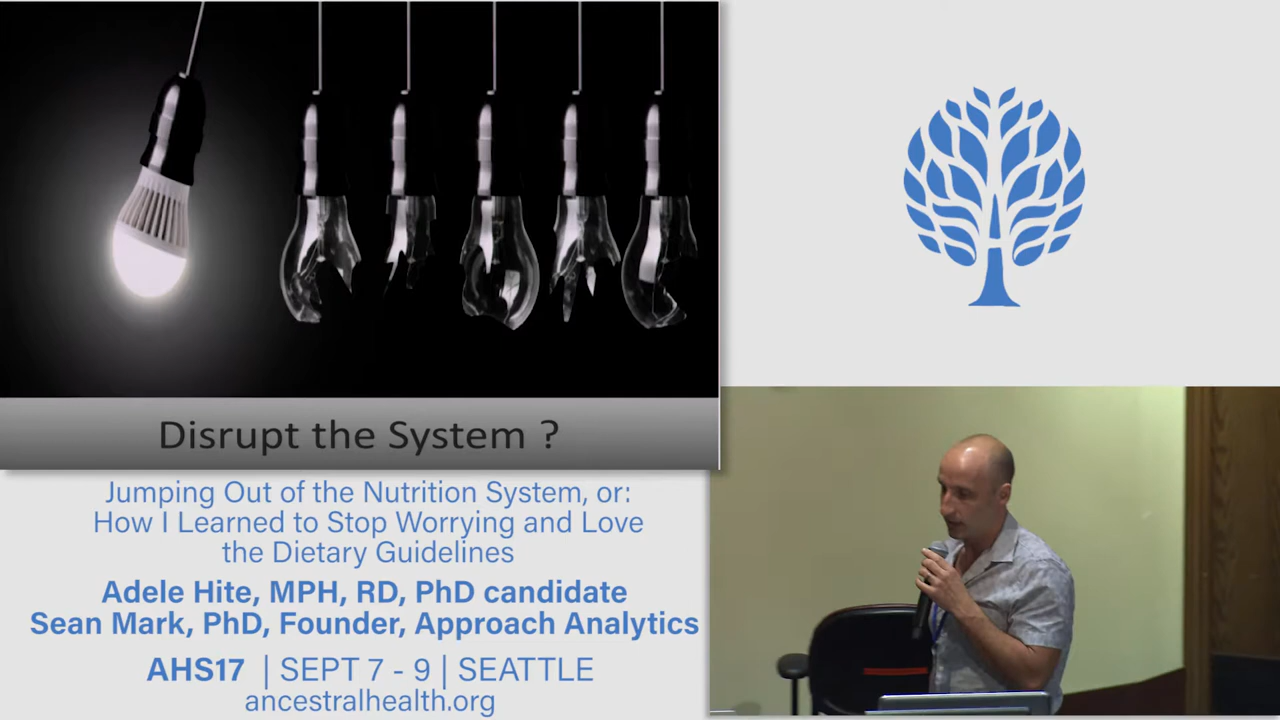 Disrupt the System ?
Jumping Out of the Nutrition System, or:
How I Learned to Stop Worrying and Love
the Dietary Guidelines
Adele Hite, MPH, RD, PhD candidate
Sean Mark, PhD, Founder, Approach Analytics
AHS17 | SEPT 7 - 9 | SEATTLE
ancestralhealth.org